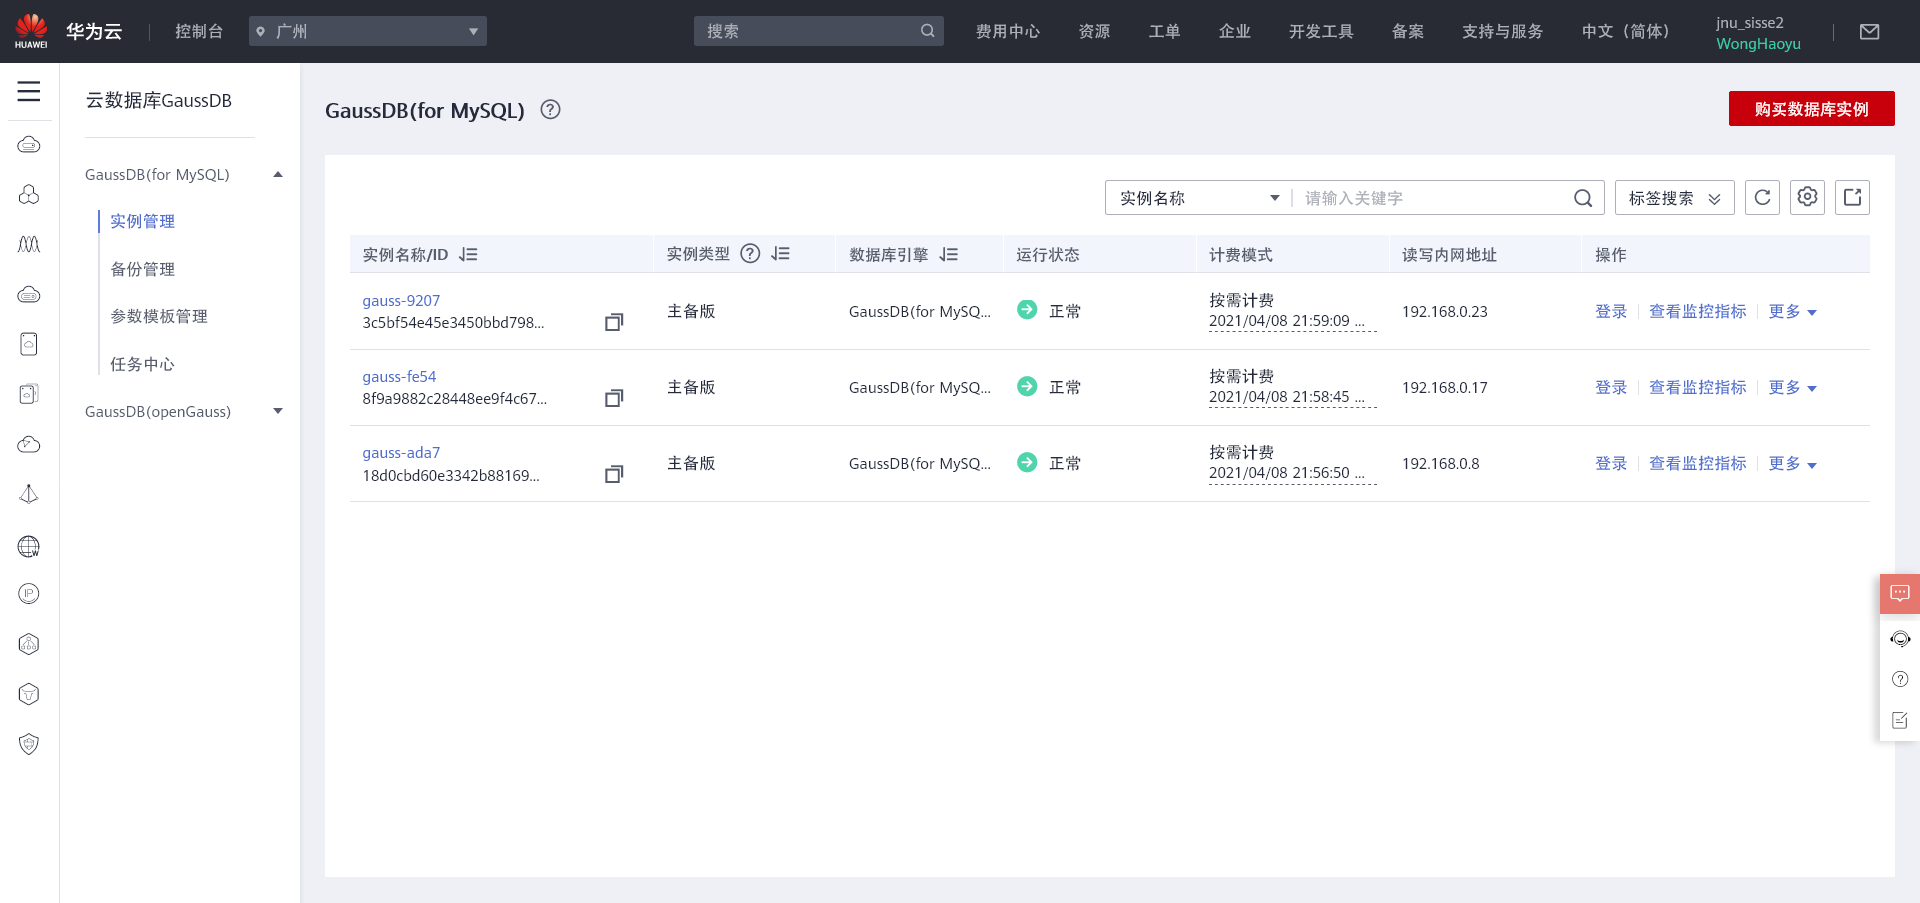 HUAWEI
华为云
控制台
广州
搜索
费用中心
资源
工单
企业
开发工具
备案
支持与服务
中文（简体）
jnu_sisse2
WongHaoyu
云数据库GaussDB
GaussDB(for MySQL)
实例管理
备份管理
参数模板管理
任务中心
GaussDB(openGauss)
GaussDB(for MySQL)
购买数据库实例
实例名称
请输入关键字
标签搜索
实例名称/ID 实例类型 数据库引擎 运行状态 计费模式 读写内网地址 操作
gauss-9207
3c5bf54e45e3450bbd798...
主备版
GaussDB(for MySQ...
正常
按需计费
2021/04/08 21:59:09 ...
192.168.0.23
登录 查看监控指标 更多
gauss-fe54
8f9a9882c28448ee9f4c67...
主备版
GaussDB(for MySQ...
正常
按需计费
2021/04/08 21:58:45 ...
192.168.0.17
登录 查看监控指标 更多
gauss-ada7
18d0cbd60e3342b88169...
主备版
GaussDB(for MySQ...
正常
按需计费
2021/04/08 21:56:50 ...
192.168.0.8
登录 查看监控指标 更多